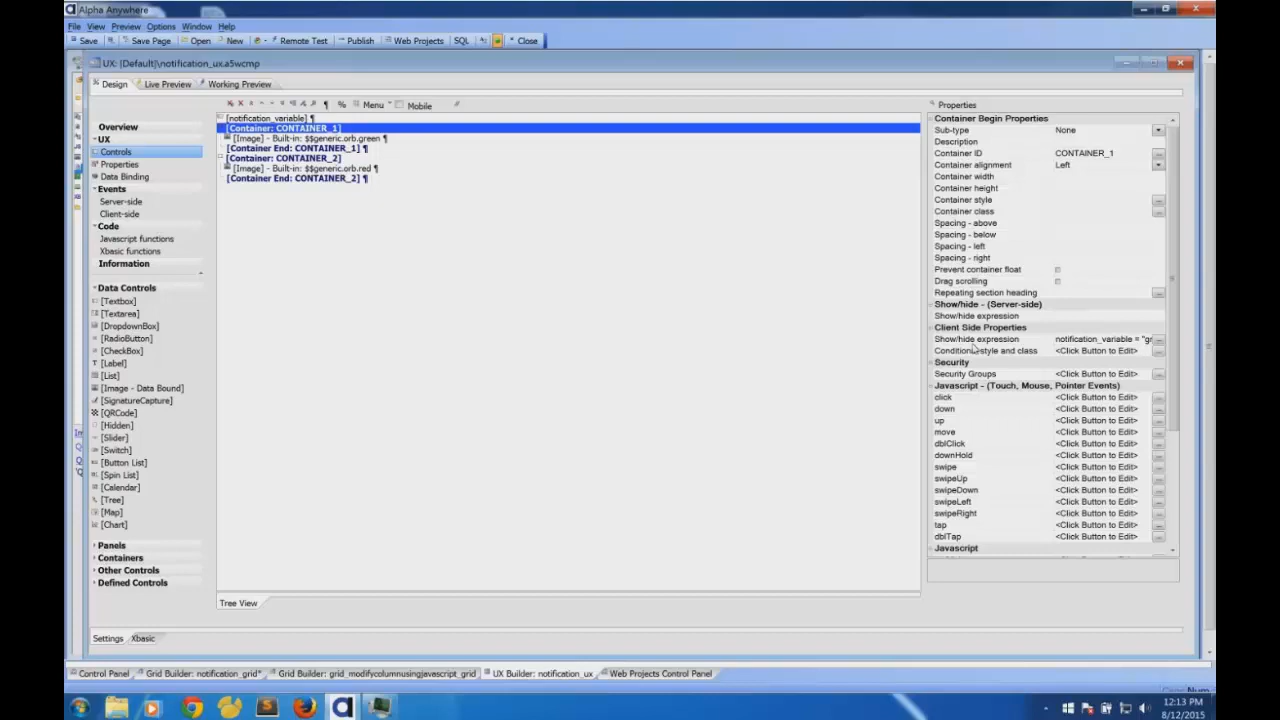 Alpha Anywhere
File View Preview Options Window Help
Save Save Page Open New Remote Test Publish Web Projects SQL Close
UX: [Default]\notification_ux.a5wcmp
Design Live Preview Working Preview
Menu Mobile
Overview
UX
Controls
Properties
Data Binding
Events
Server-side
Client-side
Code
Javascript functions
Xbasic functions
Information
Data Controls
[Textbox]
[Textarea]
[DropdownBox]
[RadioButton]
[CheckBox]
[Label]
[List]
[Image - Data Bound]
[SignatureCapture]
[QRCode]
[Hidden]
[Slider]
[Switch]
[Button List]
[Spin List]
[Calendar]
[Tree]
[Map]
[Chart]
Panels
Containers
Other Controls
Defined Controls
[notification_variable] ¶
[Container: CONTAINER_1]
[Image] - Built-in: $$generic.orb.green ¶
[Container End: CONTAINER_1] ¶
[Container: CONTAINER_2]
[Image] - Built-in: $$generic.orb.red ¶
[Container End: CONTAINER_2] ¶
Tree View
Properties
Container Begin Properties
Sub-type None
Description
Container ID CONTAINER_1
Container alignment Left
Container width
Container height
Container style
Container class
Spacing - above
Spacing - below
Spacing - left
Spacing - right
Prevent container float
Drag scrolling
Repeating section heading
Show/hide - (Server-side)
Show/hide expression
Client Side Properties
Show/hide expression notification_variable = "gr
Conditional style and class <Click Button to Edit>
Security
Security Groups <Click Button to Edit>
Javascript - (Touch, Mouse, Pointer Events)
click <Click Button to Edit>
down <Click Button to Edit>
up <Click Button to Edit>
move <Click Button to Edit>
dblClick <Click Button to Edit>
downHold <Click Button to Edit>
swipe <Click Button to Edit>
swipeUp <Click Button to Edit>
swipeDown <Click Button to Edit>
swipeLeft <Click Button to Edit>
swipeRight <Click Button to Edit>
tap <Click Button to Edit>
dblTap <Click Button to Edit>
Javascript
Settings Xbasic
Control Panel Grid Builder: notification_grid* Grid Builder: grid_modifycolumnusingjavascript_grid UX Builder: notification_ux Web Projects Control Panel
12:13 PM
8/12/2015